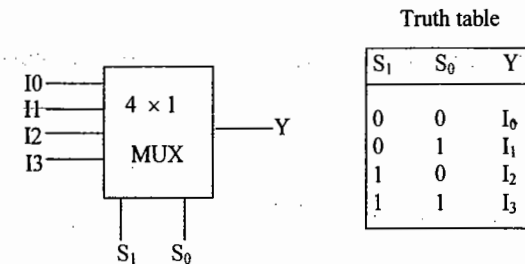 Truth table
I0
I1
I2
I3
4 × 1
MUX
Y
S₁ S₀
S₁ S₀ Y
0 0 I₀
0 1 I₁
1 0 I₂
1 1 I₃